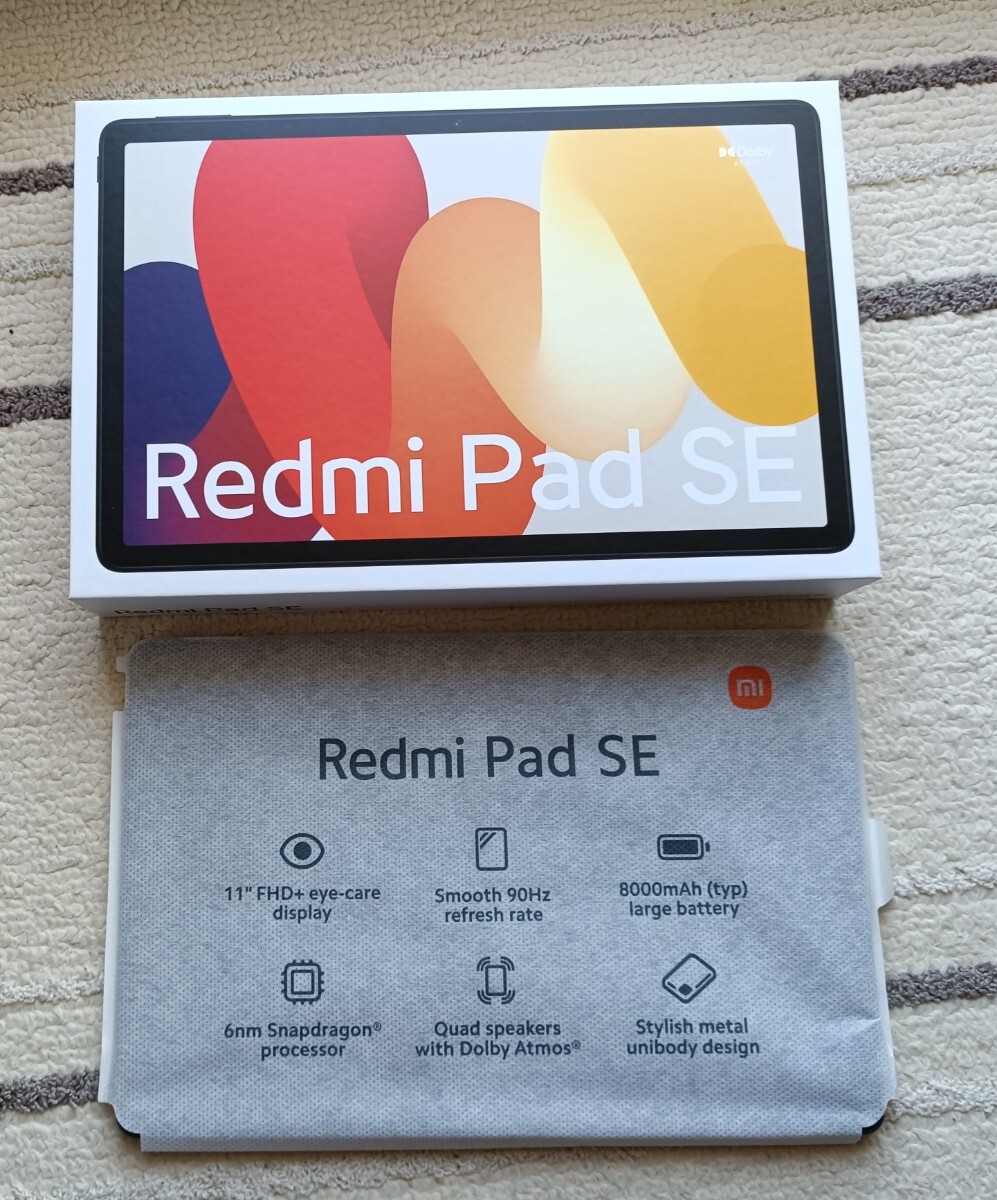 Dolby
Redmi Pad SE
Redmi Pad SE
mi
Redmi Pad SE
11" FHD+ eye-care
display
Smooth 90Hz
refresh rate
8000mAh (typ)
large battery
6nm Snapdragon®
processor
Quad speakers
with Dolby Atmos®
Stylish metal
unibody design